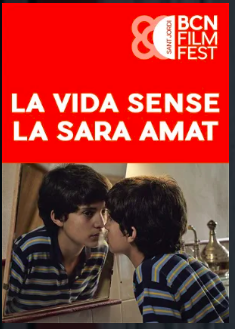 BCN
FILM
FEST
SANT JORDI
LA VIDA SENSE
LA SARA AMAT